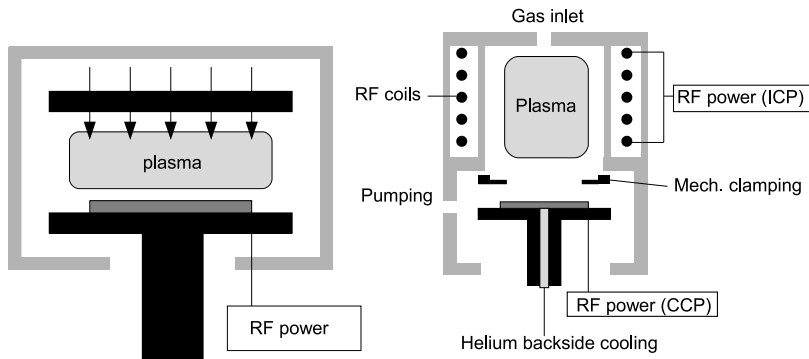 plasma
RF power
Gas inlet
RF coils
Plasma
RF power (ICP)
Pumping
Mech. clamping
RF power (CCP)
Helium backside cooling